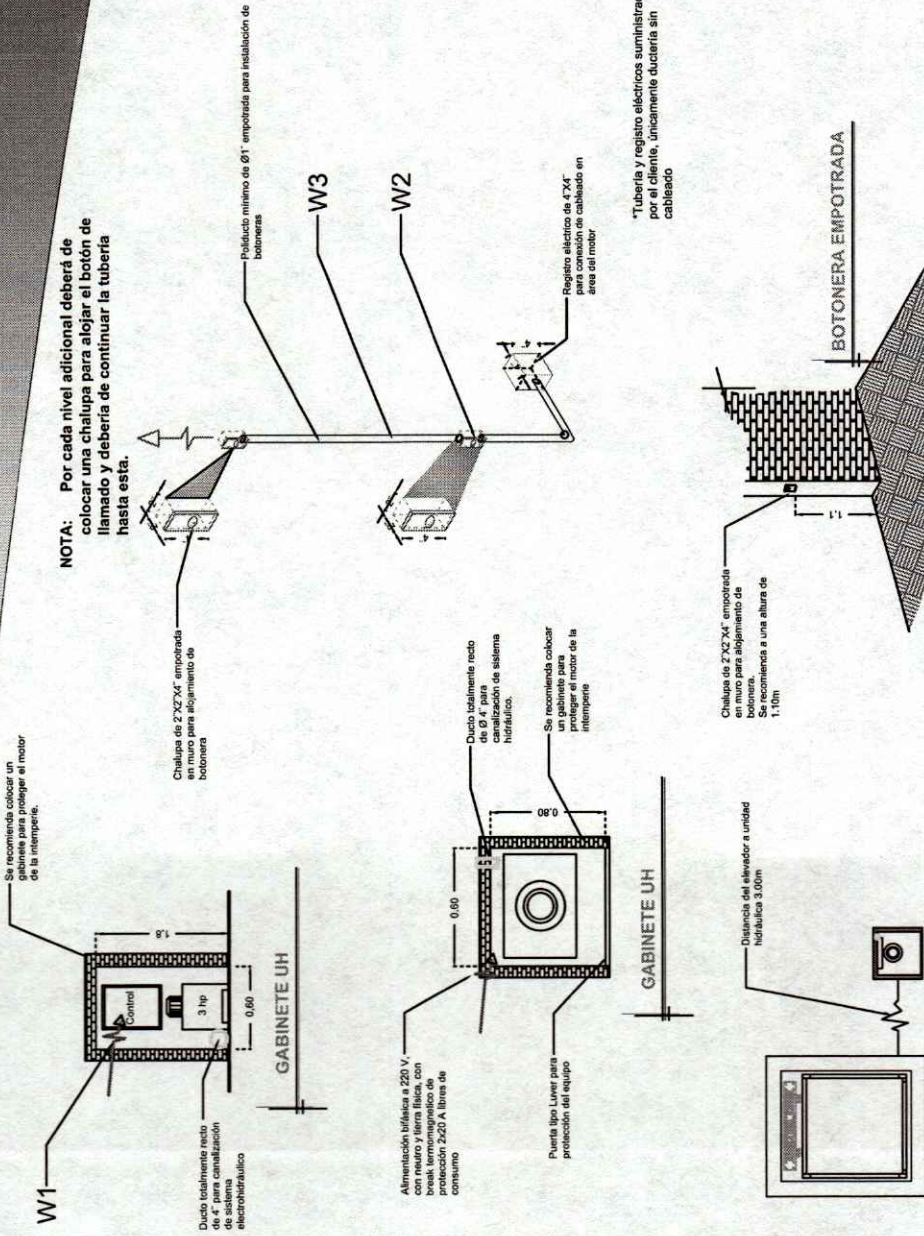 NOTA: Por cada nivel adicional deberá de
colocar una chalupa para alojar el botón de
llamado y debería de continuar la tubería
hasta esta.
Se recomienda colocar un
gabinete para proteger el motor
de la intemperie.
W1
Control
3 hp
1.8
0,60
Ducto totalmente recto
de 4" para canalización
de sistema
electrohidráulico
GABINETE UH
Chalupa de 2"X2"X4" empotrada
en muro para alojamiento de
botonera
4"
4"
Poliducto mínimo de Ø1" empotrada para instalación de
botoneras
W3
W2
4"
Registro eléctrico de 4"X4"
para conexión de cableado en
área del motor
*Tubería y registro eléctricos
por el cliente, únicamente ductería sin
cableado
Alimentación bifásica a 220 V,
con neutro y tierra física, con
break termomagnetico de
protección 2x20 A libres de
consumo
Puerta tipo Luver para
protección del equipo
0.60
0.80
Ducto totalmente recto
de Ø 4" para
canalización de sistema
hidráulico.
Se recomienda colocar
un gabinete para
proteger el motor de la
intemperie
GABINETE UH
Distancia del elevador a unidad
hidráulica 3.00m
Chalupa de 2"X2"X4" empotrada
en muro para alojamiento de
botonera.
Se recomienda a una altura de
1.10m
1.1
BOTONERA EMPOTRADA